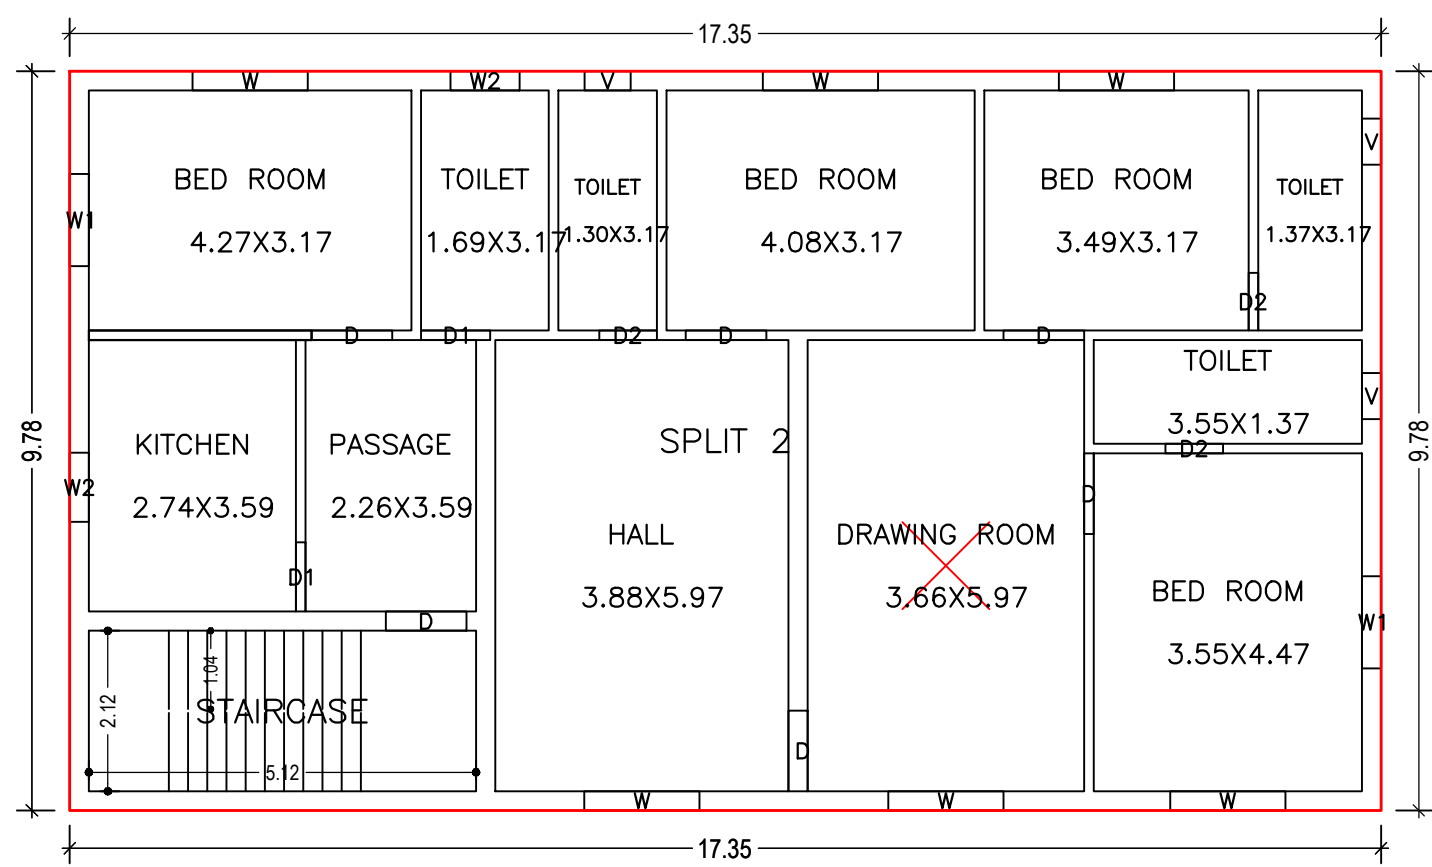 17.35
W
W2
V
W
W
V
BED ROOM
4.27X3.17
TOILET
1.69X3.17
TOILET
1.30X3.17
BED ROOM
4.08X3.17
BED ROOM
3.49X3.17
TOILET
1.37X3.17
W1
D2
D
D1
D2
D
D
TOILET
3.55X1.37
V
9.78
9.78
KITCHEN
2.74X3.59
PASSAGE
2.26X3.59
SPLIT 2
D2
W2
D
HALL
3.88X5.97
DRAWING ROOM
3.66X5.97
D1
BED ROOM
3.55X4.47
W1
D
1.04
2.12
STAIRCASE
5.12
D
W
W
W
17.35